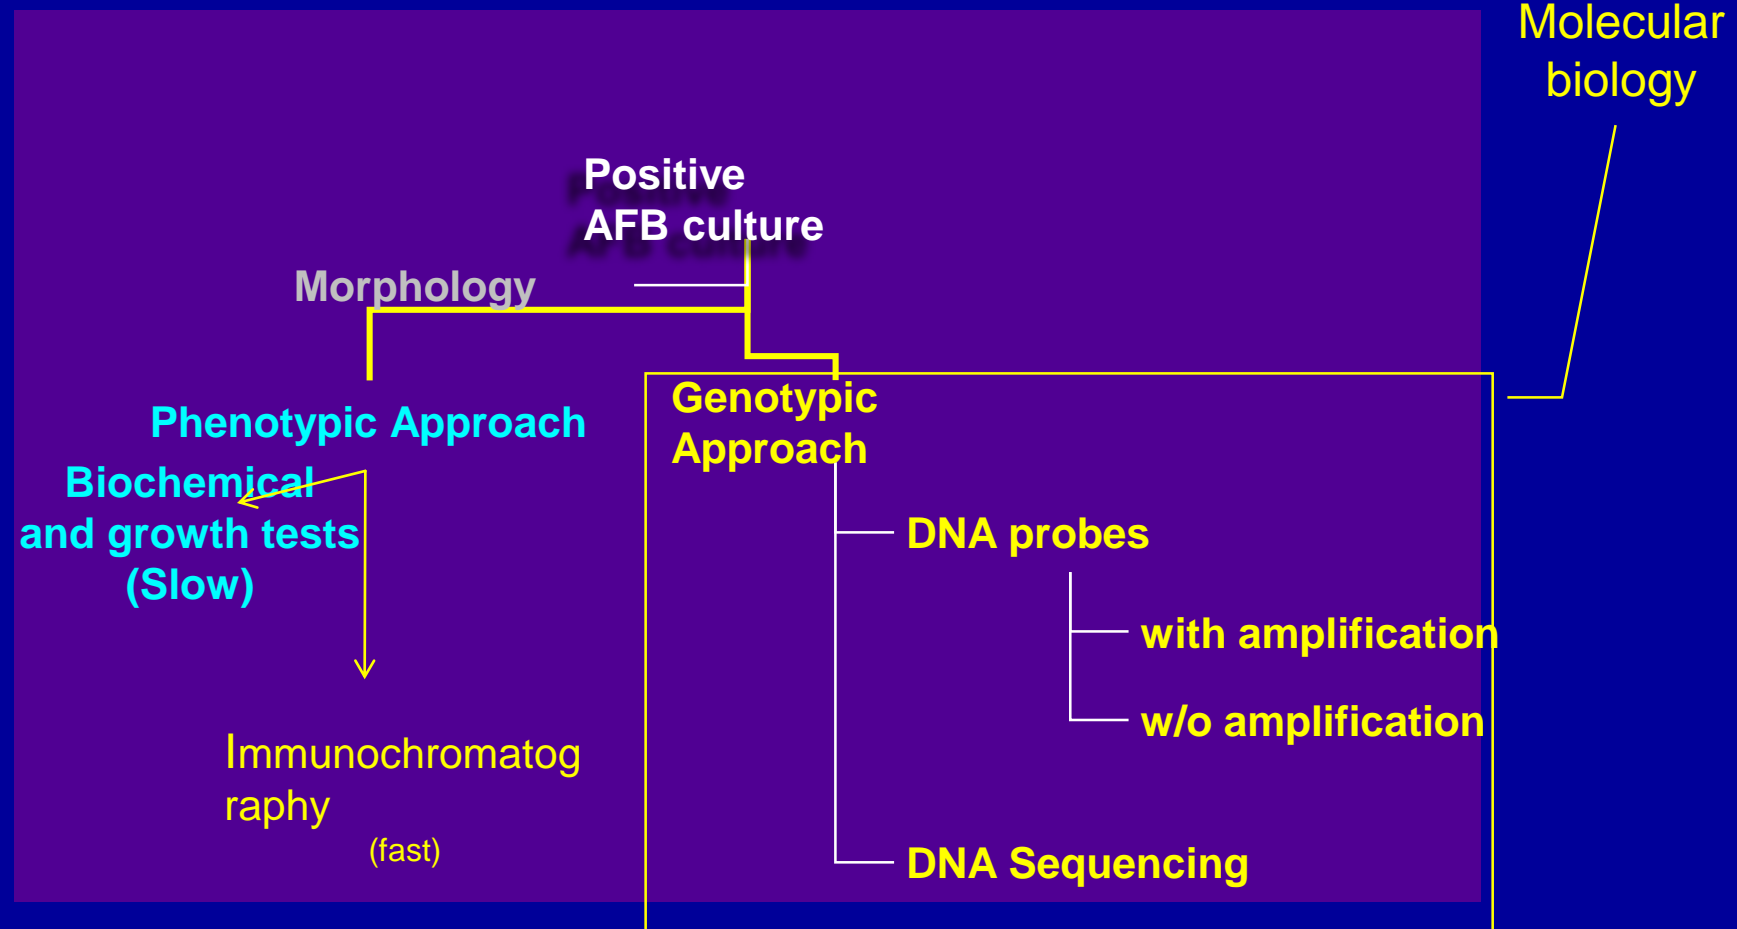 Molecular
biology
Positive
AFB culture
Morphology
Phenotypic Approach
Biochemical
and growth tests
(Slow)
Immunochromatog
raphy
(fast)
Genotypic
Approach
DNA probes
with amplification
w/o amplification
DNA Sequencing